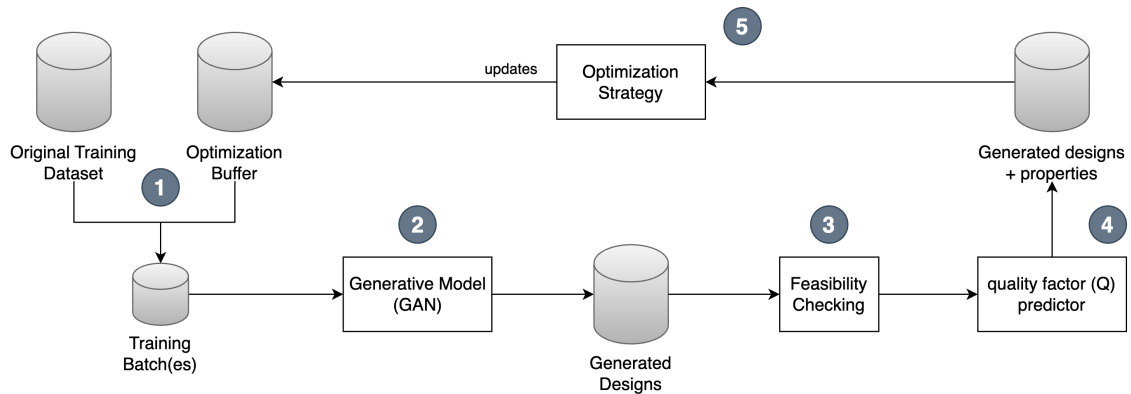 5
updates
Optimization
Strategy
Original Training
Dataset
Optimization
Buffer
Generated designs
+ properties
1
2
3
4
Generative Model
(GAN)
Feasibility
Checking
quality factor (Q)
predictor
Training
Batch(es)
Generated
Designs